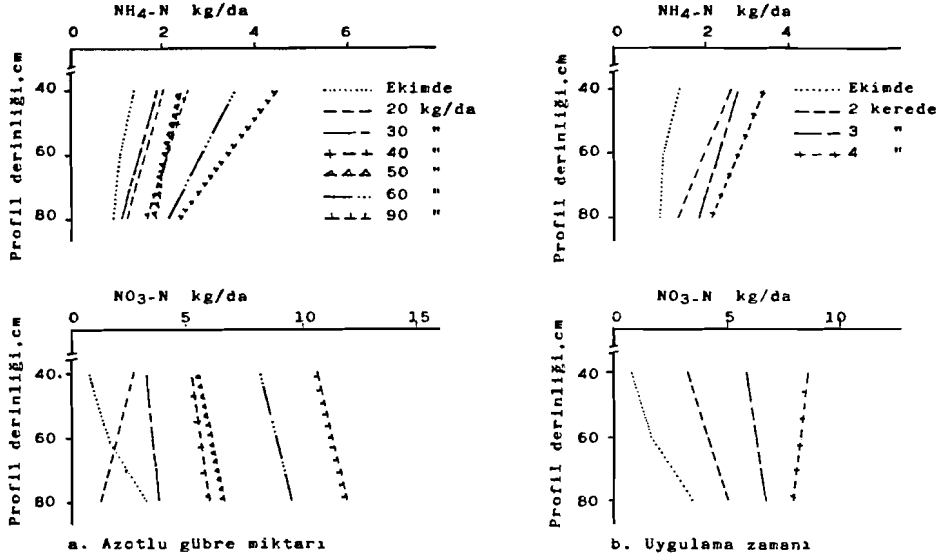 NH4-N kg/da
0 2 4 6
Profil derinliği, cm
40
60
80
Ekimde
20 kg/da
30 "
40 "
50 "
60 "
90 "
NH4-N kg/da
0 2 4
Profil derinliği, cm
40
60
80
Ekimde
2 kerede
3 "
4 "
NO3-N kg/da
0 5 10 15
Profil derinliği, cm
40
60
80
a. Azotlu gübre miktarı
NO3-N kg/da
0 5 10
Profil derinliği, cm
40
60
80
b. Uygulama zamanı